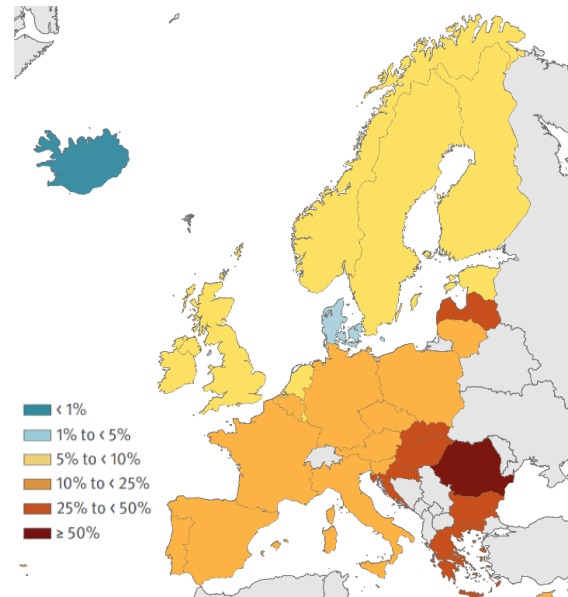 < 1%
1% to < 5%
5% to < 10%
10% to < 25%
25% to < 50%
≥ 50%